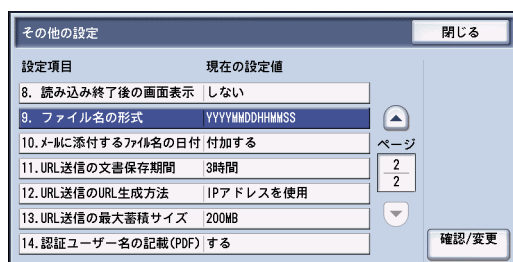 その他の設定
閉じる
設定項目 現在の設定値
8. 読み込み終了後の画面表示 しない
9. ファイル名の形式 YYYYMMDDHHMMSS
10.メールに添付するファイル名の日付 付加する
11.URL送信の文書保存期間 3時間
12.URL送信のURL生成方法 IPアドレスを使用
13.URL送信の最大蓄積サイズ 200MB
14.認証ユーザー名の記載(PDF) する
ページ
2
2
確認/変更